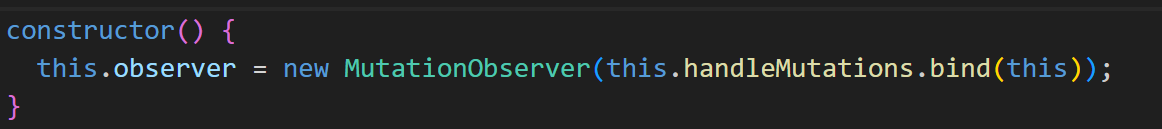 constructor() {
  this.observer = new MutationObserver(this.handleMutations.bind(this));
}